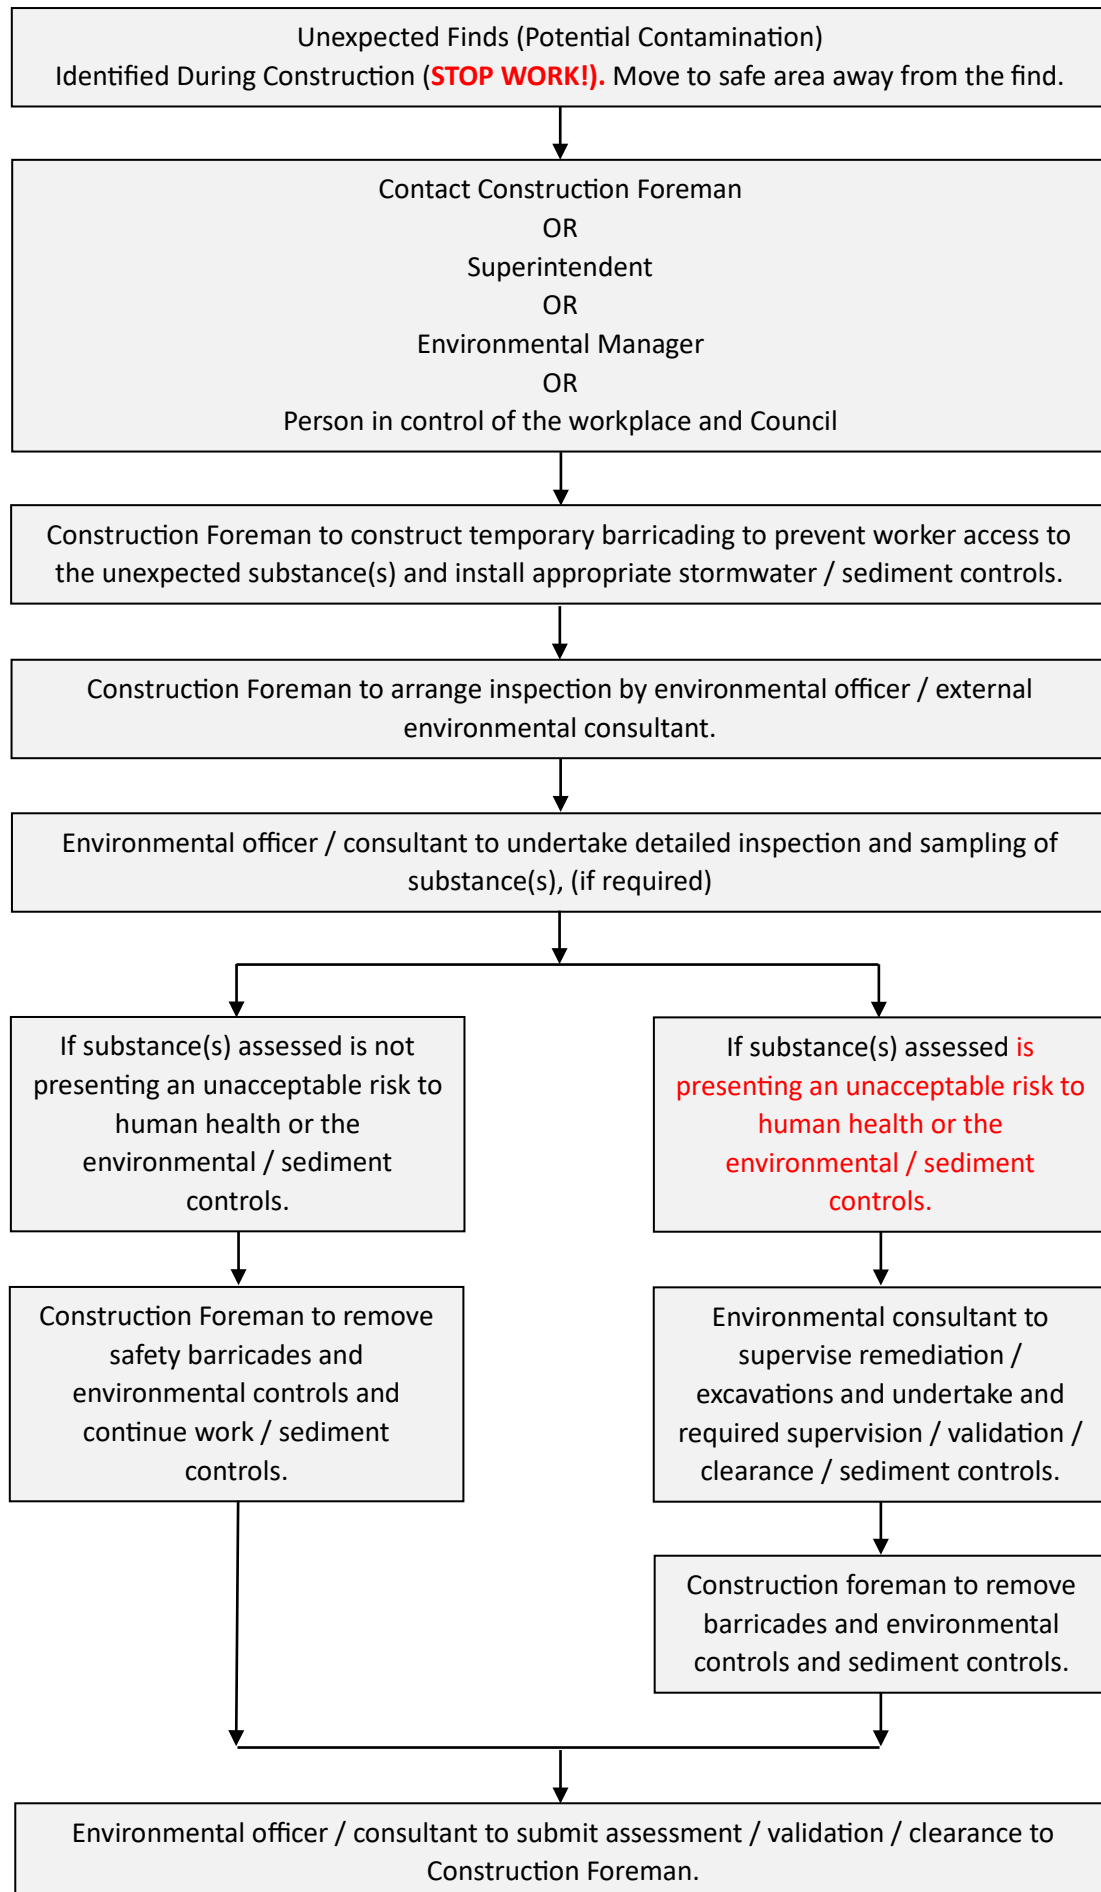 Unexpected Finds (Potential Contamination)
Identified During Construction (STOP WORK!). Move to safe area away from the find.
Contact Construction Foreman
OR
Superintendent
OR
Environmental Manager
OR
Person in control of the workplace and Council
Construction Foreman to construct temporary barricading to prevent worker access to
the unexpected substance(s) and install appropriate stormwater / sediment controls.
Construction Foreman to arrange inspection by environmental officer / external
environmental consultant.
Environmental officer / consultant to undertake detailed inspection and sampling of
substance(s), (if required)
If substance(s) assessed is not
presenting an unacceptable risk to
human health or the
environmental / sediment
controls.
If substance(s) assessed is
presenting an unacceptable risk to
human health or the
environmental / sediment
controls.
Construction Foreman to remove
safety barricades and
environmental controls and
continue work / sediment
controls.
Environmental consultant to
supervise remediation /
excavations and undertake and
required supervision / validation /
clearance / sediment controls.
Construction foreman to remove
barricades and environmental
controls and sediment controls.
Environmental officer / consultant to submit assessment / validation / clearance to
Construction Foreman.